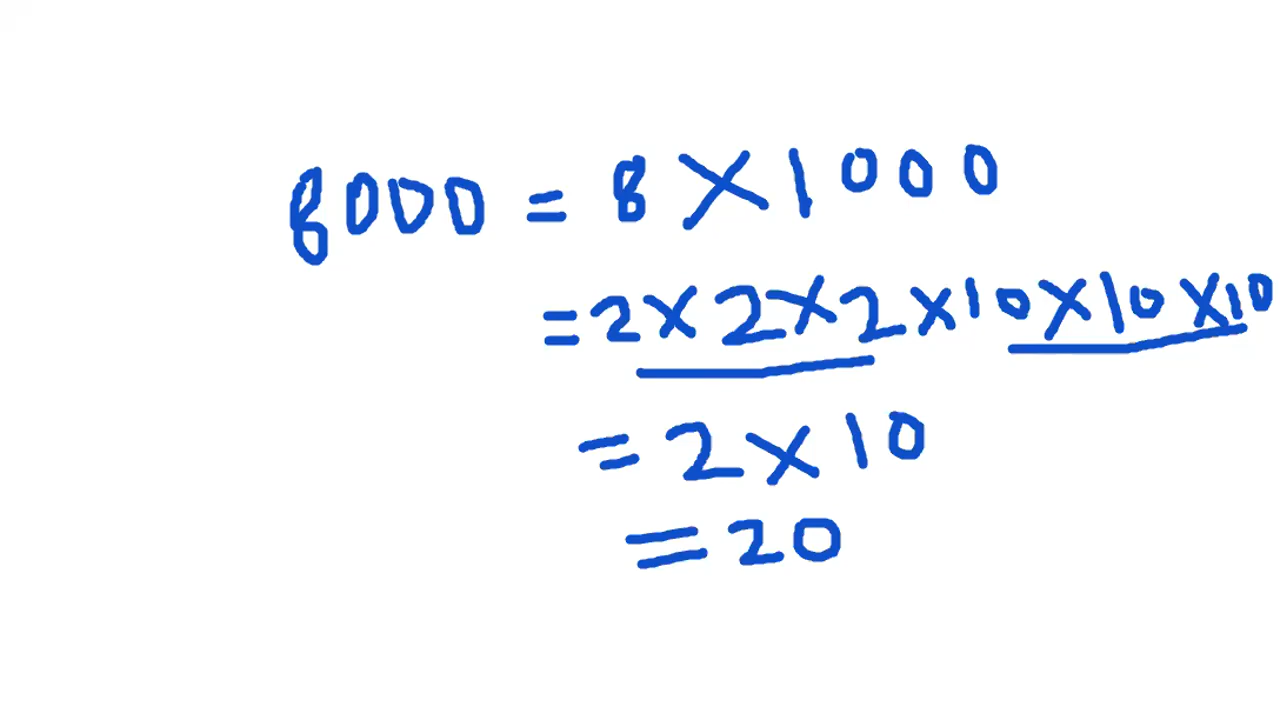 8000 = 8 × 1000
= 2 × 2 × 2 × 10 × 10 × 10
= 2 × 10
= 20